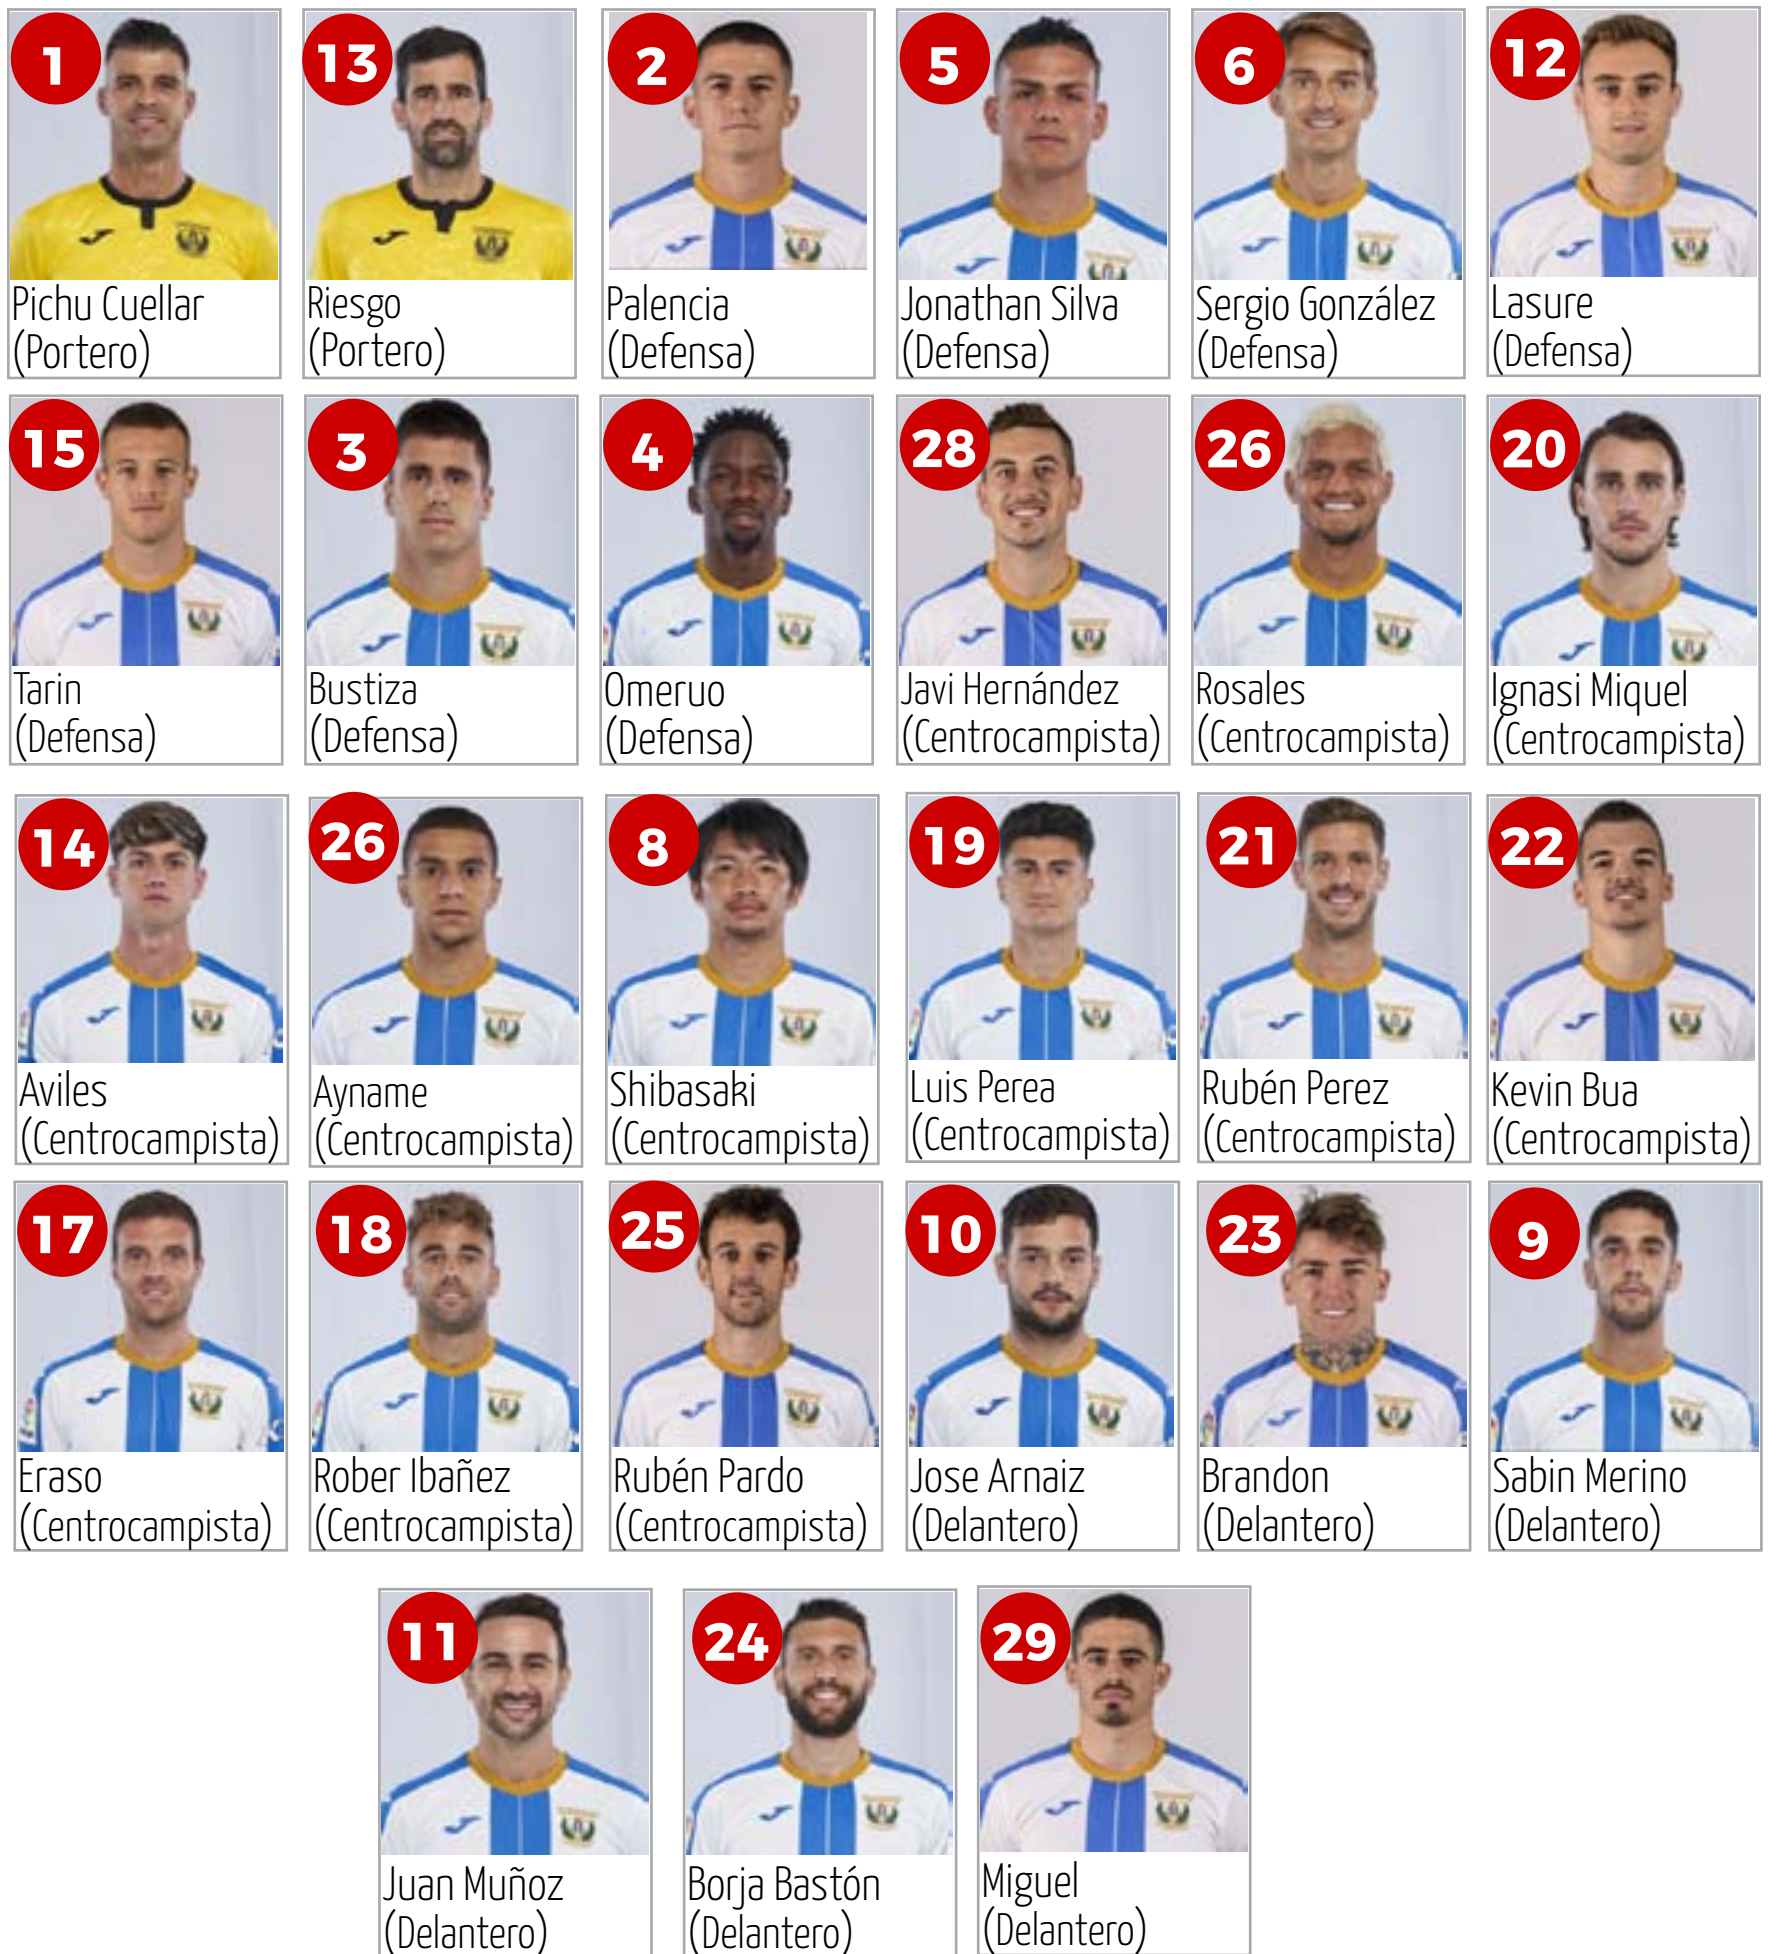 1
Pichu Cuellar
(Portero)
13
Riesgo
(Portero)
2
Palencia
(Defensa)
5
Jonathan Silva
(Defensa)
6
Sergio González
(Defensa)
12
Lasure
(Defensa)
15
Tarin
(Defensa)
3
Bustiza
(Defensa)
4
Omeruo
(Defensa)
28
Javi Hernández
(Centrocampista)
26
Rosales
(Centrocampista)
20
Ignasi Miquel
(Centrocampista)
14
Aviles
(Centrocampista)
26
Ayname
(Centrocampista)
8
Shibasaki
(Centrocampista)
19
Luis Perea
(Centrocampista)
21
Rubén Perez
(Centrocampista)
22
Kevin Bua
(Centrocampista)
17
Eraso
(Centrocampista)
18
Rober Ibañez
(Centrocampista)
25
Rubén Pardo
(Centrocampista)
10
Jose Arnaiz
(Delantero)
23
Brandon
(Delantero)
9
Sabin Merino
(Delantero)
11
Juan Muñoz
(Delantero)
24
Borja Bastón
(Delantero)
29
Miguel
(Delantero)